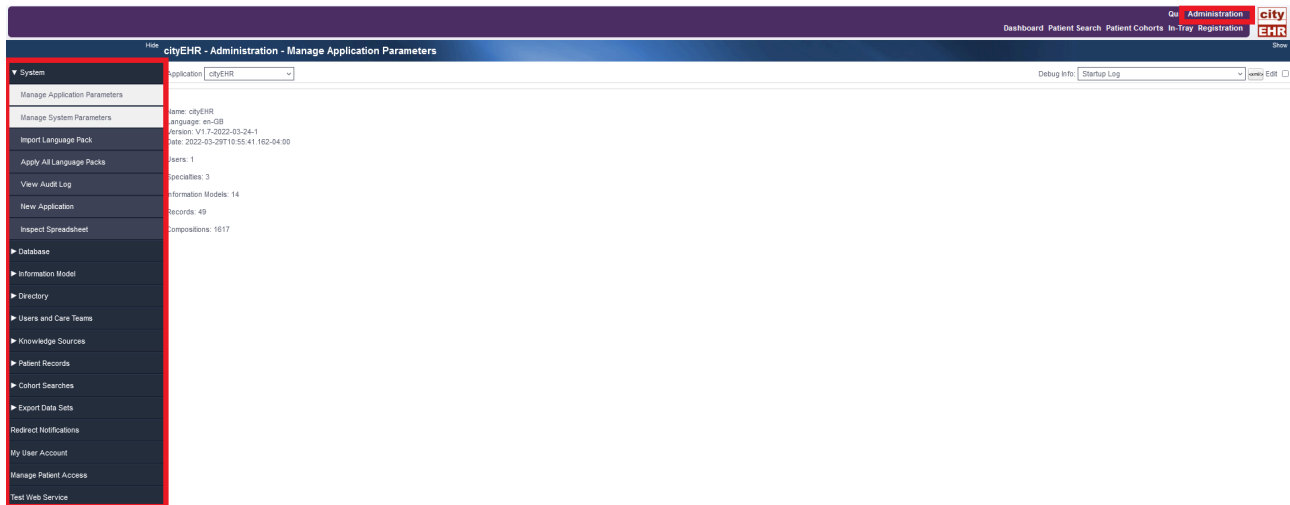 Qu Administration
city
EHR
Dashboard Patient Search Patient Cohorts In-Tray Registration
Hide
cityEHR - Administration - Manage Application Parameters
Show
▼ System
Manage Application Parameters
Manage System Parameters
Import Language Pack
Apply All Language Packs
View Audit Log
New Application
Inspect Spreadsheet
► Database
► Information Model
► Directory
► Users and Care Teams
► Knowledge Sources
► Patient Records
► Cohort Searches
► Export Data Sets
Redirect Notifications
My User Account
Manage Patient Access
Test Web Service
Application cityEHR
Debug Info: Startup Log
<xml/> Edit
Name: cityEHR
Language: en-GB
Version: V1.7-2022-03-24-1
Date: 2022-03-29T10:55:41.162-04:00
Users: 1
Specialties: 3
Information Models: 14
Records: 49
Compositions: 1617